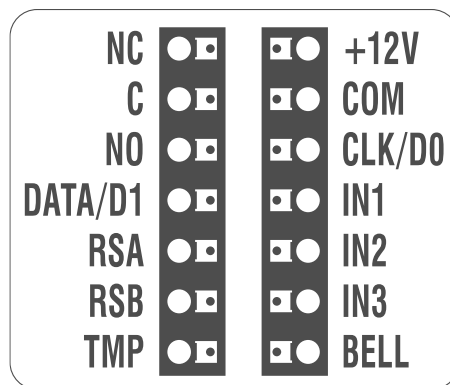 NC +12V
C COM
NO CLK/D0
DATA/D1 IN1
RSA IN2
RSB IN3
TMP BELL